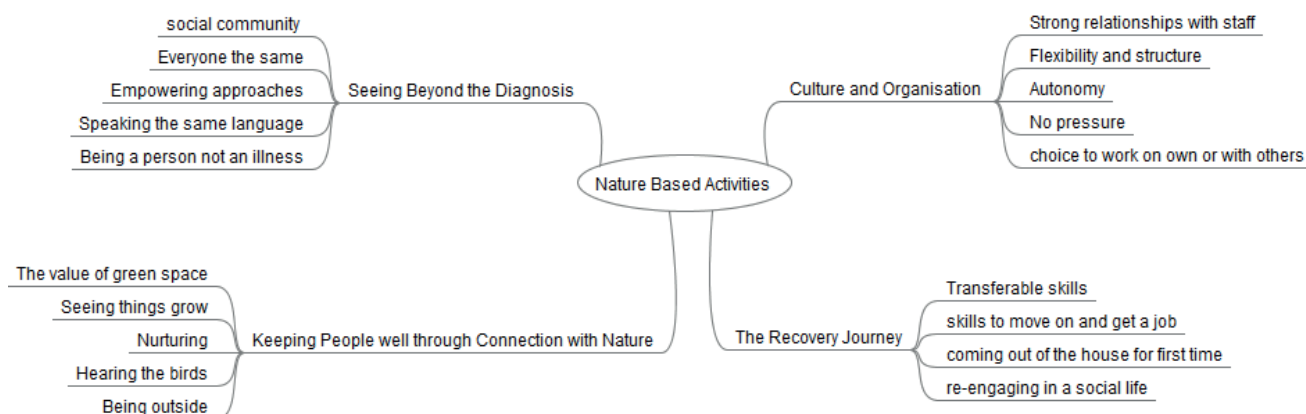 social community
Everyone the same
Empowering approaches
Speaking the same language
Being a person not an illness
Seeing Beyond the Diagnosis
Culture and Organisation
Strong relationships with staff
Flexibility and structure
Autonomy
No pressure
choice to work on own or with others
Nature Based Activities
The value of green space
Seeing things grow
Nurturing
Hearing the birds
Being outside
Keeping People well through Connection with Nature
The Recovery Journey
Transferable skills
skills to move on and get a job
coming out of the house for first time
re-engaging in a social life